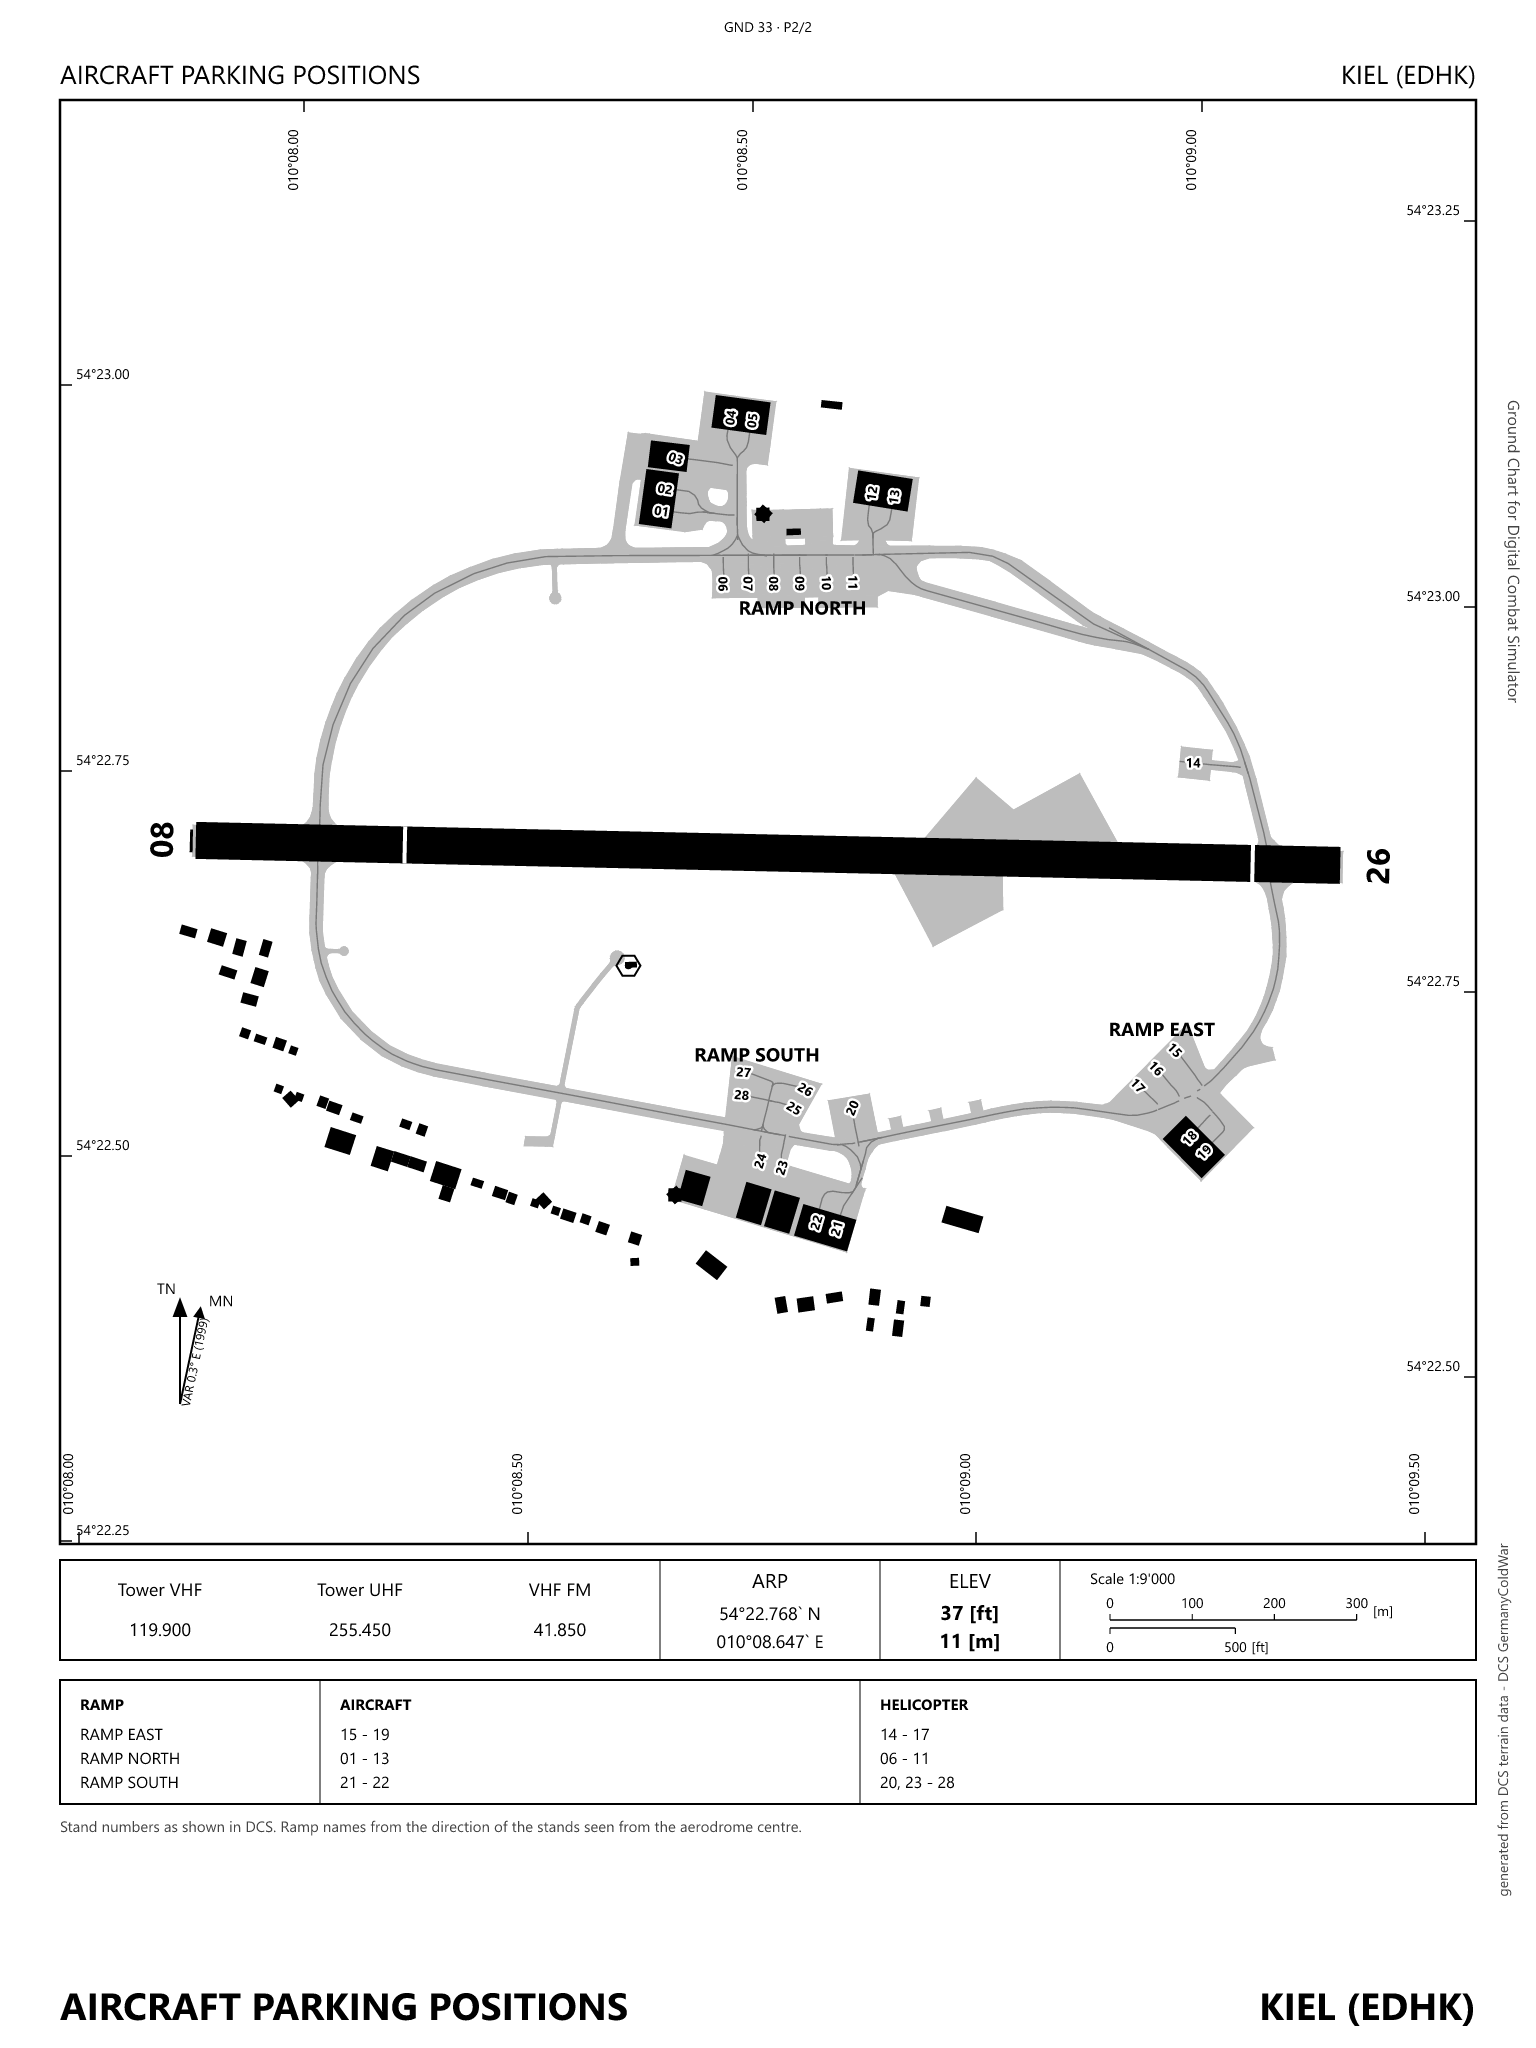 GND 33 · P2/2
AIRCRAFT PARKING POSITIONS
KIEL (EDHK)
010°08.00
010°08.50
010°09.00
54°23.25
54°23.00
04
05
03
02
01
12
13
06
07
08
09
10
11
RAMP NORTH
54°23.00
54°22.75
14
08
26
54°22.75
RAMP EAST
15
16
17
18
19
RAMP SOUTH
27
28
26
25
20
24
23
22
21
54°22.50
TN
MN
VAR 0.3° E (1999)
54°22.50
010°08.00
010°08.50
010°09.00
010°09.50
54°22.25
Ground Chart for Digital Combat Simulator
generated from DCS terrain data - DCS GermanyColdWar
Tower VHF
119.900
Tower UHF
255.450
VHF FM
41.850
ARP
54°22.768` N
010°08.647` E
ELEV
37 [ft]
11 [m]
Scale 1:9'000
0 100 200 300 [m]
0 500 [ft]
RAMP AIRCRAFT HELICOPTER
RAMP EAST 15 - 19 14 - 17
RAMP NORTH 01 - 13 06 - 11
RAMP SOUTH 21 - 22 20, 23 - 28
Stand numbers as shown in DCS. Ramp names from the direction of the stands seen from the aerodrome centre.
AIRCRAFT PARKING POSITIONS
KIEL (EDHK)